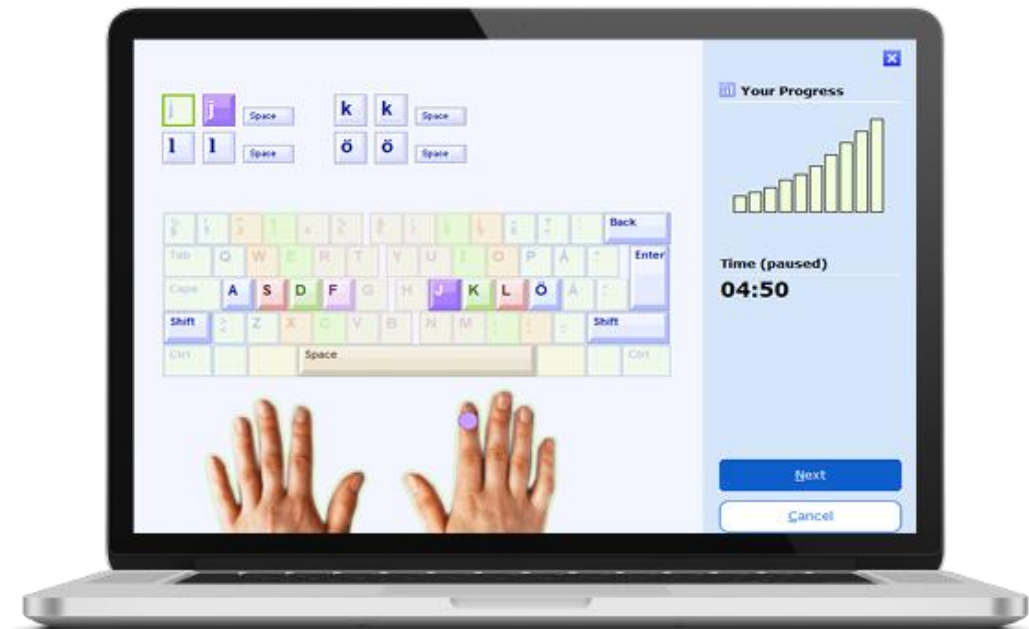 j j Space k k Space
l l Space ö ö Space
Back
Tab Q W E R T Y U I O P Å Enter
Caps A S D F G H J K L Ö Ä
Shift Z X C V B N M Shift
Ctrl Space Ctrl
Your Progress
Time (paused)
04:50
Next
Cancel